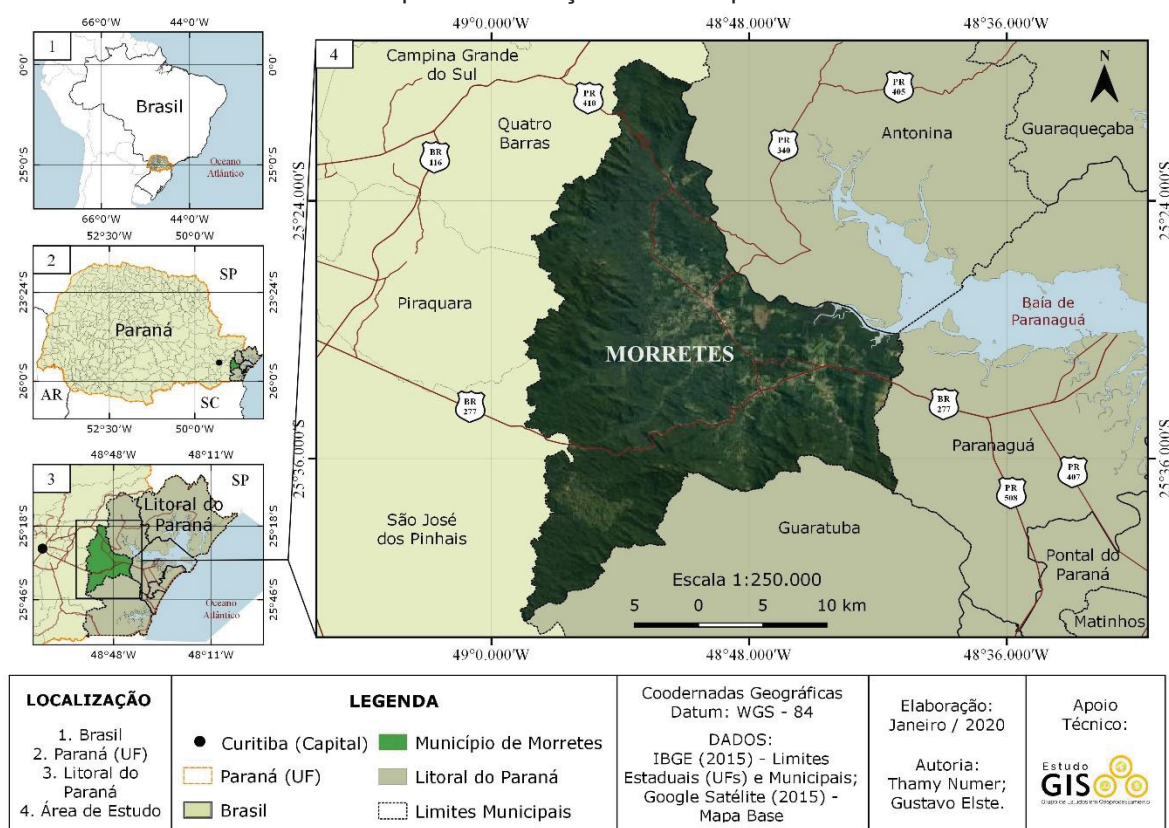 1
66°0'W
44°0'W
0°0'
0°0'
Brasil
Oceano
Atlântico
25°0'S
25°0'S
66°0'W
44°0'W
2
52°30'W
50°0'W
SP
23°24'S
23°24'S
Paraná
26°0'S
26°0'S
AR
SC
52°30'W
50°0'W
3
48°48'W
48°11'W
SP
Litoral do
Paraná
25°18'S
25°18'S
25°46'S
25°46'S
Oceano
Atlântico
48°48'W
48°11'W
4
49°0.000'W
48°48.000'W
48°36.000'W
Campina Grande
do Sul
PR
410
N
PR
405
Quatro
Barras
Antonina
Guaraqueçaba
BR
116
PR
340
25°24.000'S
25°24.000'S
Piraquara
Baía de
Paranaguá
MORRETES
BR
277
BR
277
Paranaguá
25°36.000'S
25°36.000'S
PR
508
PR
407
São José
dos Pinhais
Guaratuba
Pontal do
Paraná
Matinhos
Escala 1:250.000
5 0 5 10 km
49°0.000'W
48°48.000'W
48°36.000'W
LOCALIZAÇÃO
1. Brasil
2. Paraná (UF)
3. Litoral do
Paraná
4. Área de Estudo
LEGENDA
Curitiba (Capital)
Município de Morretes
Paraná (UF)
Litoral do Paraná
Brasil
Limites Municipais
Coodernadas Geográficas
Datum: WGS - 84
DADOS:
IBGE (2015) - Limites
Estaduais (UFs) e Municipais;
Google Satélite (2015) -
Mapa Base
Elaboração:
Janeiro / 2020
Autoria:
Thamy Numer;
Gustavo Elste.
Apoio
Técnico:
Estudo
GIS
Grupo de Estudos em Geoprocessamento